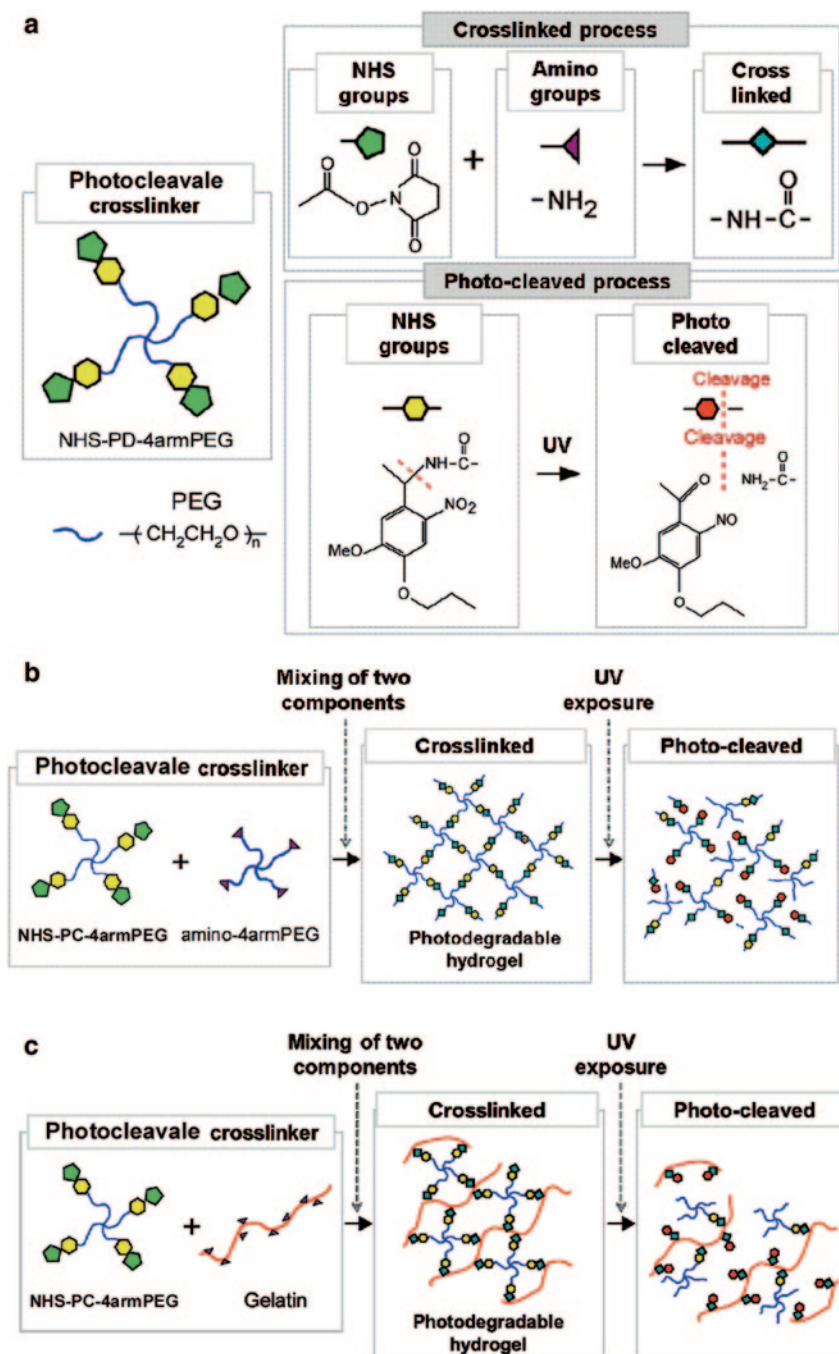 a
Crosslinked process
NHS
groups
Amino
groups
Cross
linked
O
O
N
O
O
+
-NH2
O
-NH-C-
Photocleavale
crosslinker
NHS-PD-4armPEG
PEG
-(CH2CH2O)n
Photo-cleaved process
NHS
groups
Photo
cleaved
Cleavage
Cleavage
UV
O
NH-C-
NO2
MeO
O
O
O
NH2-C-
NO
MeO
O
b
Mixing of two
components
UV
exposure
Photocleavale crosslinker
Crosslinked
Photo-cleaved
+
NHS-PC-4armPEG
amino-4armPEG
Photodegradable
hydrogel
c
Mixing of two
components
UV
exposure
Photocleavale crosslinker
Crosslinked
Photo-cleaved
+
NHS-PC-4armPEG
Gelatin
Photodegradable
hydrogel